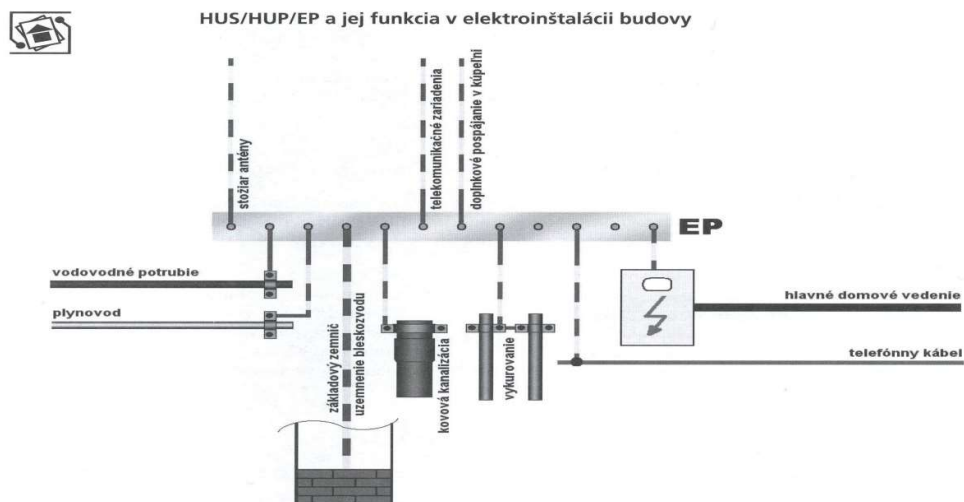 HUS/HUP/EP a jej funkcia v elektroinštalácii budovy
stožiar antény
telekomunikačné zariadenia
doplnkové pospájanie v kúpeľni
EP
vodovodné potrubie
plynovod
základový zemnič
uzemnenie bleskozvodu
kovová kanalizácia
vykurovanie
hlavné domové vedenie
telefónny kábel